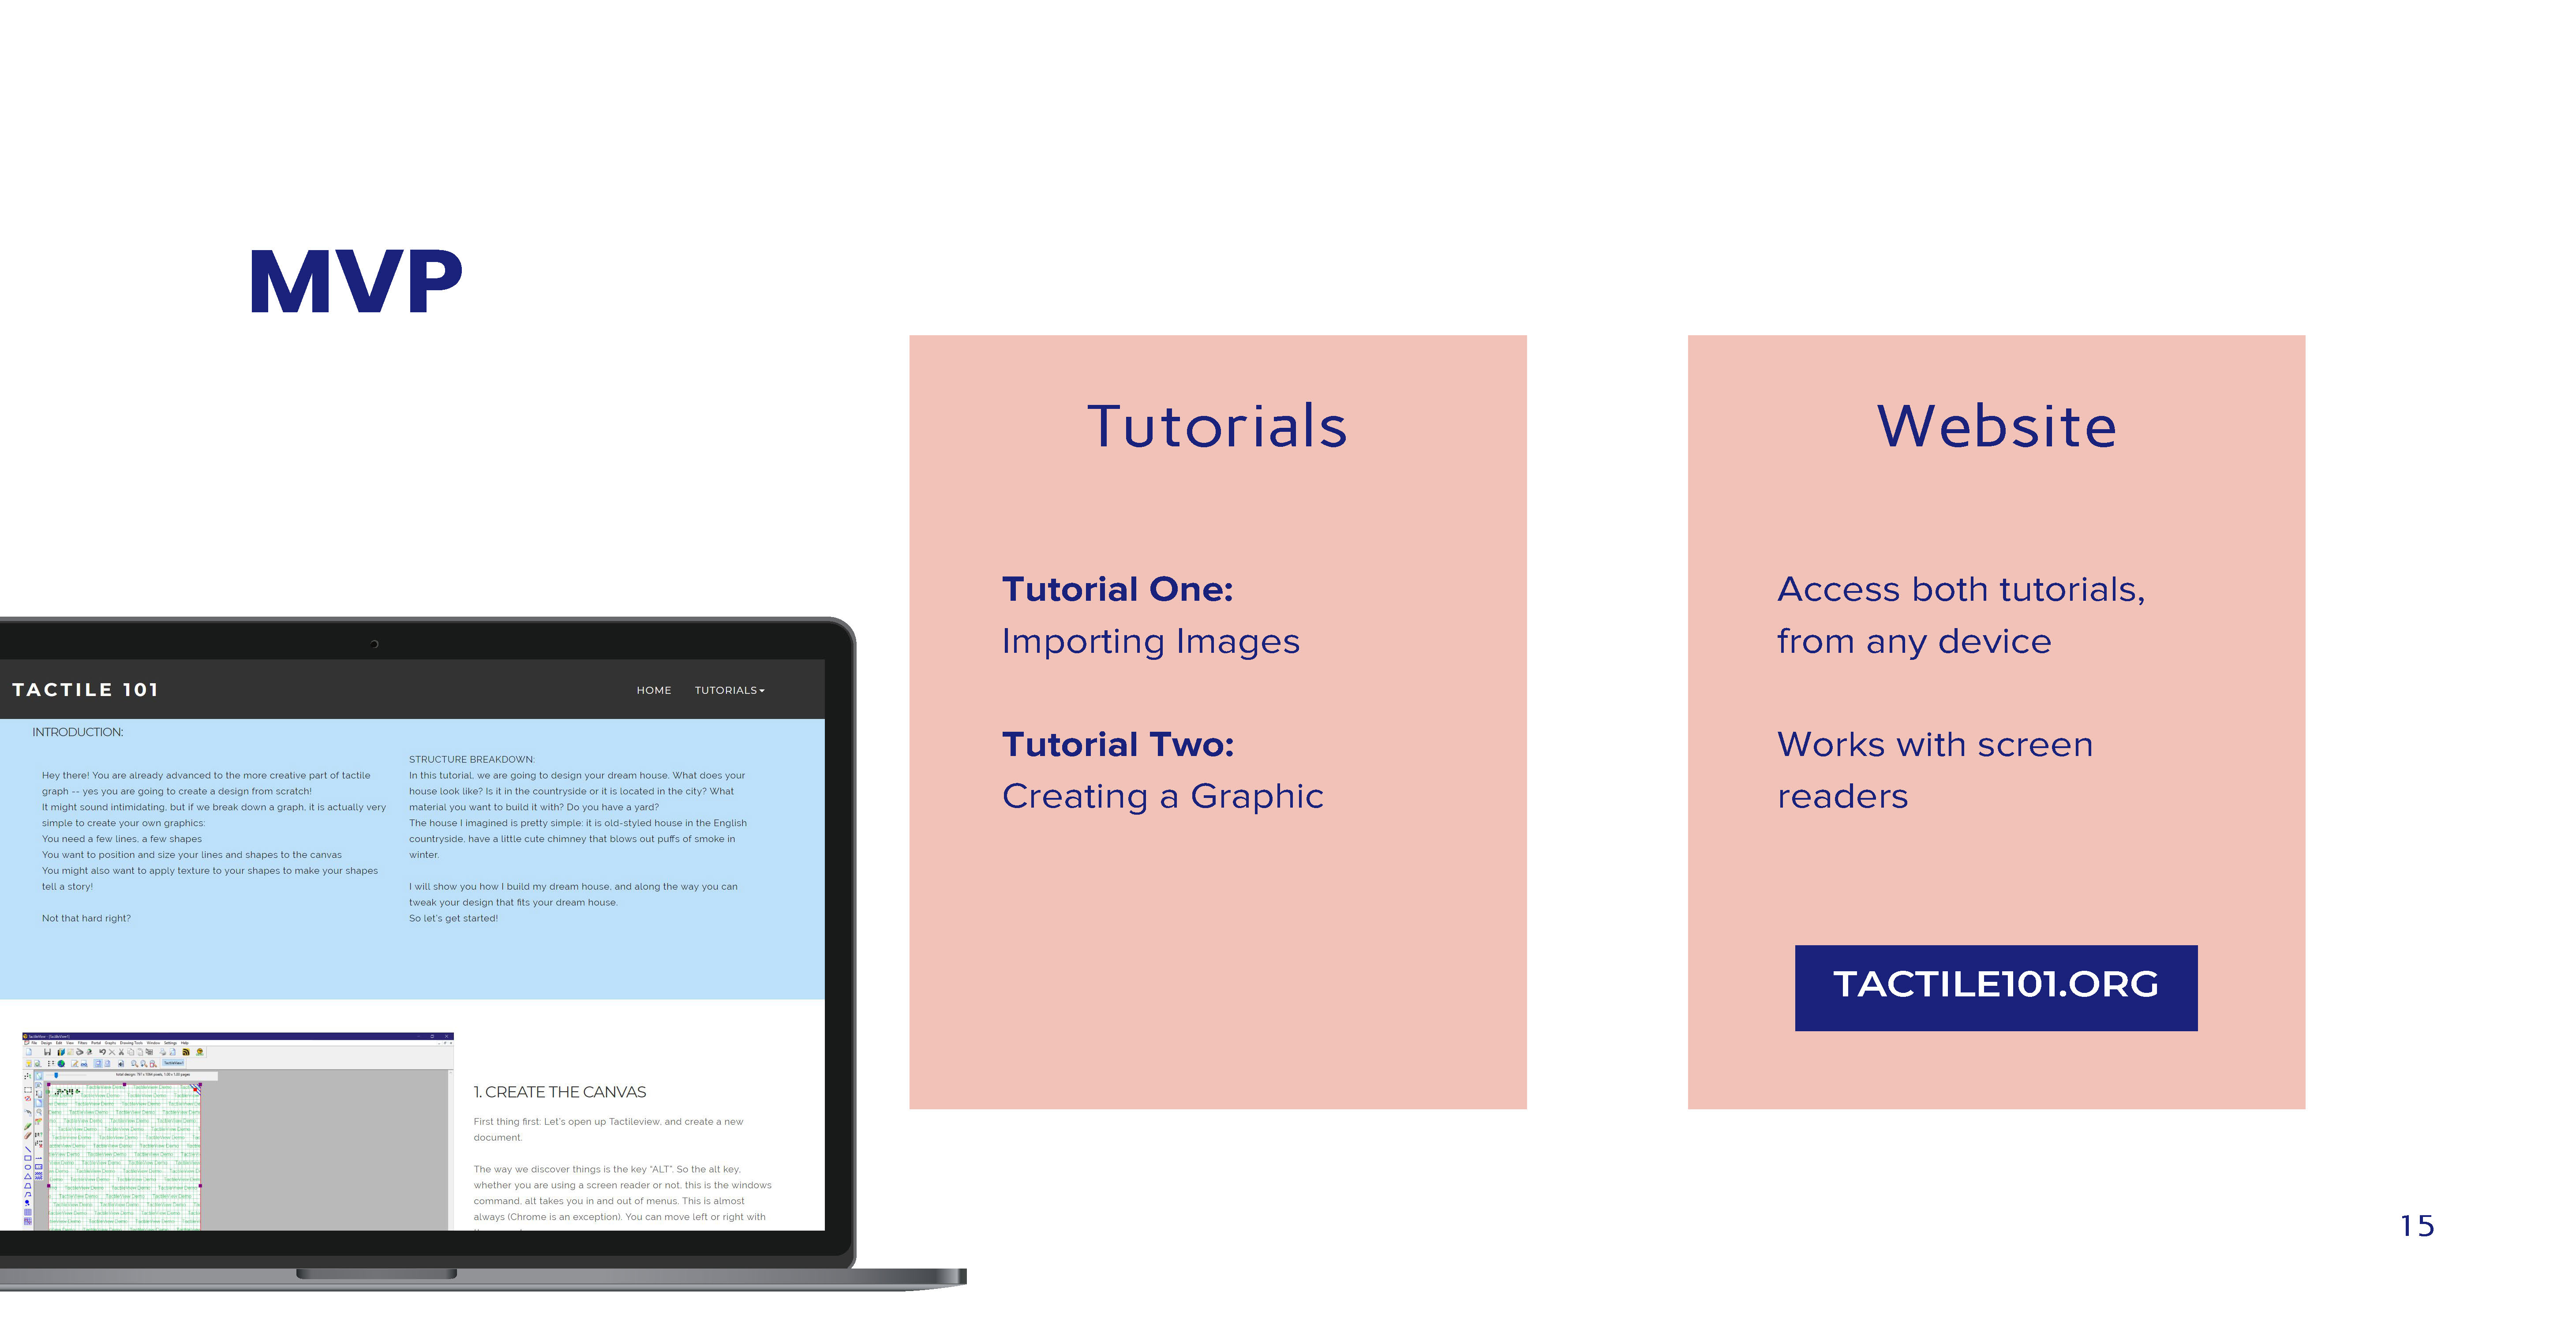 MVP
Tutorials
Tutorial One:
Importing Images
Tutorial Two:
Creating a Graphic
Website
Access both tutorials,
from any device
Works with screen
readers
TACTILE101.ORG
TACTILE 101
HOME TUTORIALS
INTRODUCTION:
Hey there! You are already advanced to the more creative part of tactile
graph -- yes you are going to create a design from scratch!
It might sound intimidating, but if we break down a graph, it is actually very
simple to create your own graphics:
You need a few lines, a few shapes
You want to position and size your lines and shapes to the canvas
You might also want to apply texture to your shapes to make your shapes
tell a story!
Not that hard right?
STRUCTURE BREAKDOWN:
In this tutorial, we are going to design your dream house. What does your
house look like? Is it in the countryside or it is located in the city? What
material you want to build it with? Do you have a yard?
The house I imagined is pretty simple: it is old-styled house in the English
countryside, have a little cute chimney that blows out puffs of smoke in
winter.
I will show you how I build my dream house, and along the way you can
tweak your design that fits your dream house.
So let's get started!
File Design Edit View Filters Portal Graphs Drawing Tools Window Settings Help
1. CREATE THE CANVAS
First thing first: Let's open up Tactileview, and create a new
document.
The way we discover things is the key "ALT". So the alt key,
whether you are using a screen reader or not, this is the windows
command, alt takes you in and out of menus. This is almost
always (Chrome is an exception). You can move left or right with
15